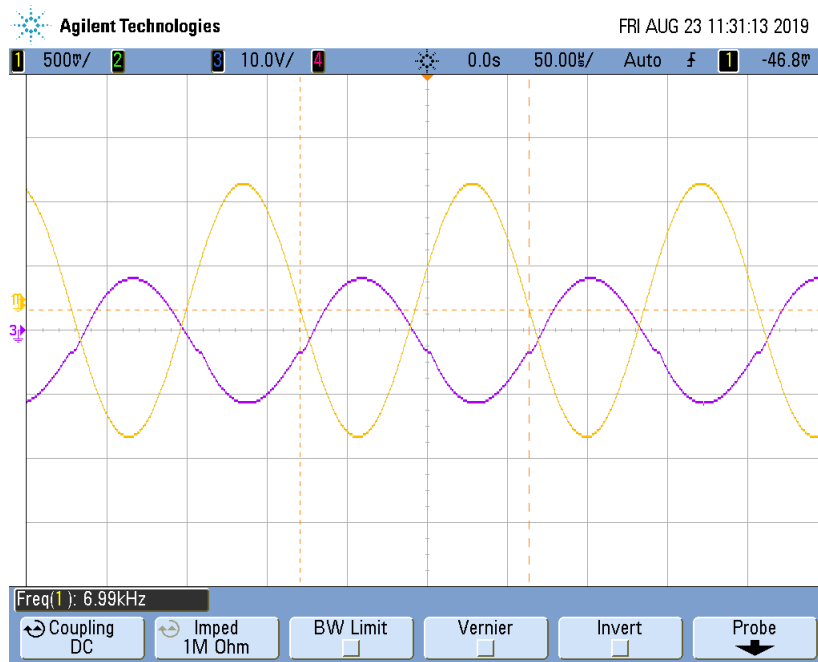 Agilent Technologies FRI AUG 23 11:31:13 2019
1 500mV/ 2 3 10.0V/ 4 0.0s 50.00µs/ Auto 1 -46.8mV
3
Freq(1): 6.99kHz
Coupling Imped BW Limit Vernier Invert Probe
DC 1M Ohm